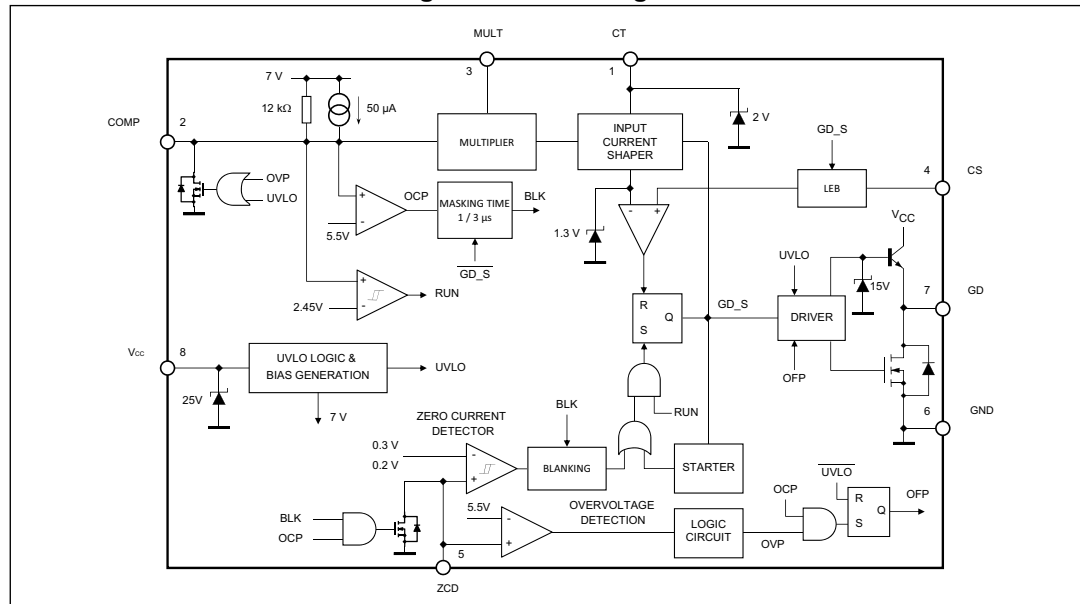 MULT
CT
3
1
7 V
12 kΩ
50 µA
COMP
2
MULTIPLIER
INPUT
CURRENT
SHAPER
2 V
GD_S
4
CS
LEB
OVP
UVLO
OCP
MASKING TIME
1 / 3 µs
BLK
+
-
5.5V
GD_S
-
+
1.3 V
VCC
UVLO
15V
7
GD
+
-
RUN
2.45V
R
S
Q
GD_S
DRIVER
OFP
Vcc
8
UVLO LOGIC &
BIAS GENERATION
UVLO
25V
7 V
6
GND
RUN
BLK
ZERO CURRENT
DETECTOR
0.3 V
0.2 V
-
+
BLANKING
STARTER
UVLO
OCP
R
S
Q
OFP
5.5V
OVERVOLTAGE
DETECTION
BLK
OCP
-
+
LOGIC
CIRCUIT
OVP
5
ZCD